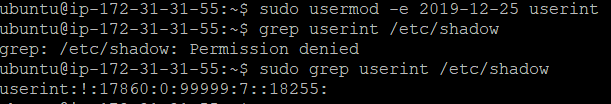 ubuntu@ip-172-31-31-55:~$ sudo usermod -e 2019-12-25 userint
ubuntu@ip-172-31-31-55:~$ grep userint /etc/shadow
grep: /etc/shadow: Permission denied
ubuntu@ip-172-31-31-55:~$ sudo grep userint /etc/shadow
userint:!:17860:0:99999:7::18255: